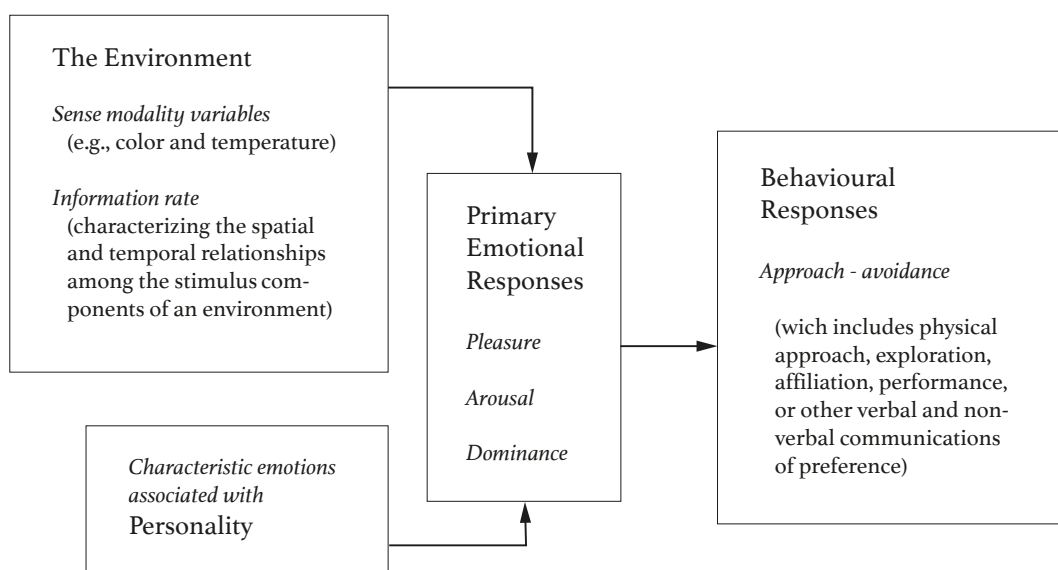 The Environment
Sense modality variables
(e.g., color and temperature)
Information rate
(characterizing the spatial
and temporal relationships
among the stimulus com-
ponents of an environment)
Characteristic emotions
associated with
Personality
Primary
Emotional
Responses
Pleasure
Arousal
Dominance
Behavioural
Responses
Approach - avoidance
(wich includes physical
approach, exploration,
affiliation, performance,
or other verbal and non-
verbal communications
of preference)